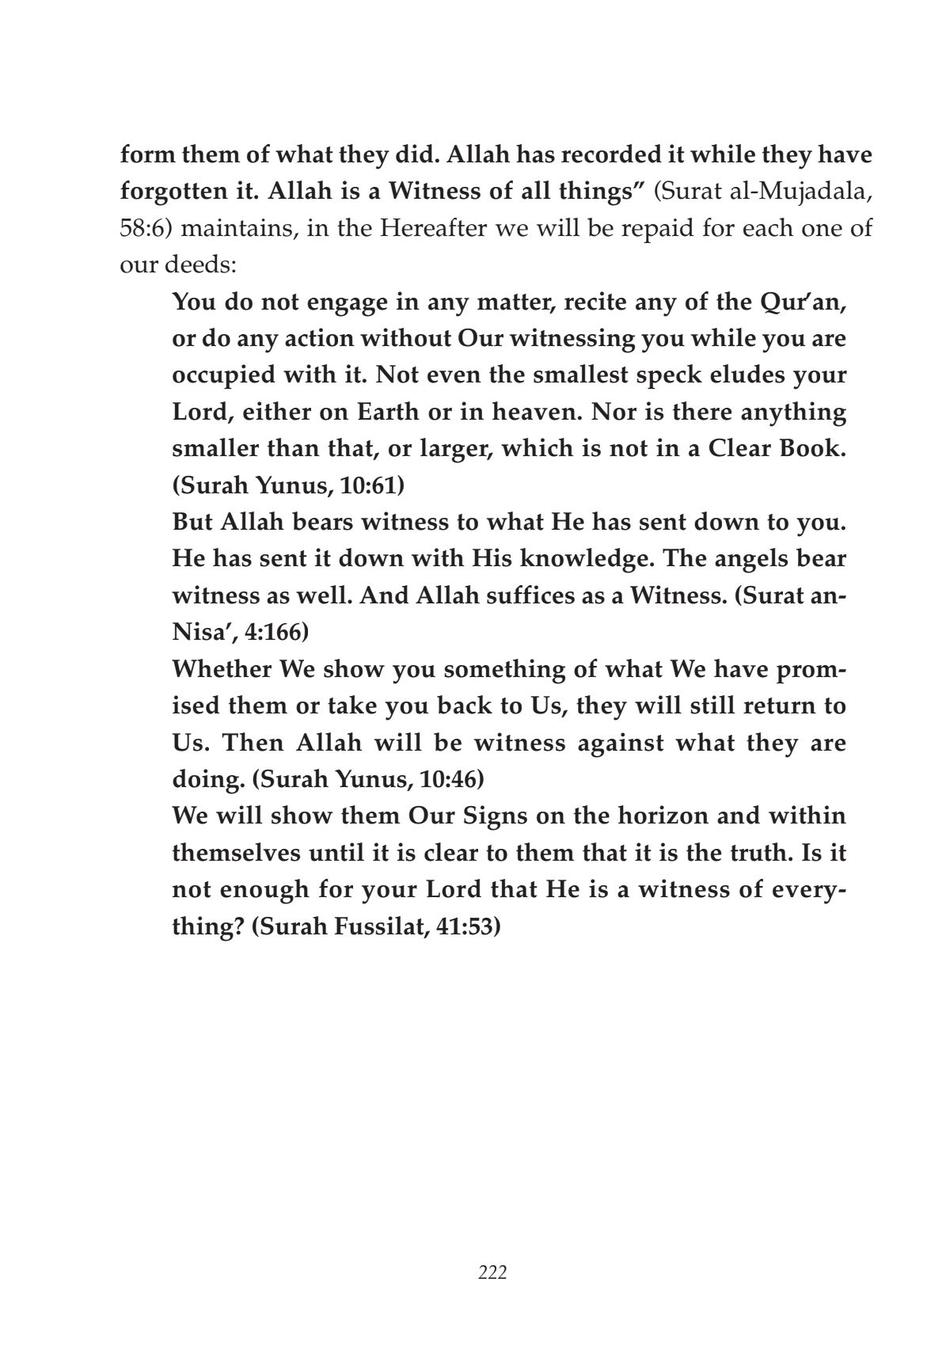 form them of what they did. Allah has recorded it while they have
forgotten it. Allah is a Witness of all things” (Surat al-Mujadala,
58:6) maintains, in the Hereafter we will be repaid for each one of
our deeds:
You do not engage in any matter, recite any of the Qur’an,
or do any action without Our witnessing you while you are
occupied with it. Not even the smallest speck eludes your
Lord, either on Earth or in heaven. Nor is there anything
smaller than that, or larger, which is not in a Clear Book.
(Surah Yunus, 10:61)
But Allah bears witness to what He has sent down to you.
He has sent it down with His knowledge. The angels bear
witness as well. And Allah suffices as a Witness. (Surat an-
Nisa’, 4:166)
Whether We show you something of what We have prom-
ised them or take you back to Us, they will still return to
Us. Then Allah will be witness against what they are
doing. (Surah Yunus, 10:46)
We will show them Our Signs on the horizon and within
themselves until it is clear to them that it is the truth. Is it
not enough for your Lord that He is a witness of every-
thing? (Surah Fussilat, 41:53)
222